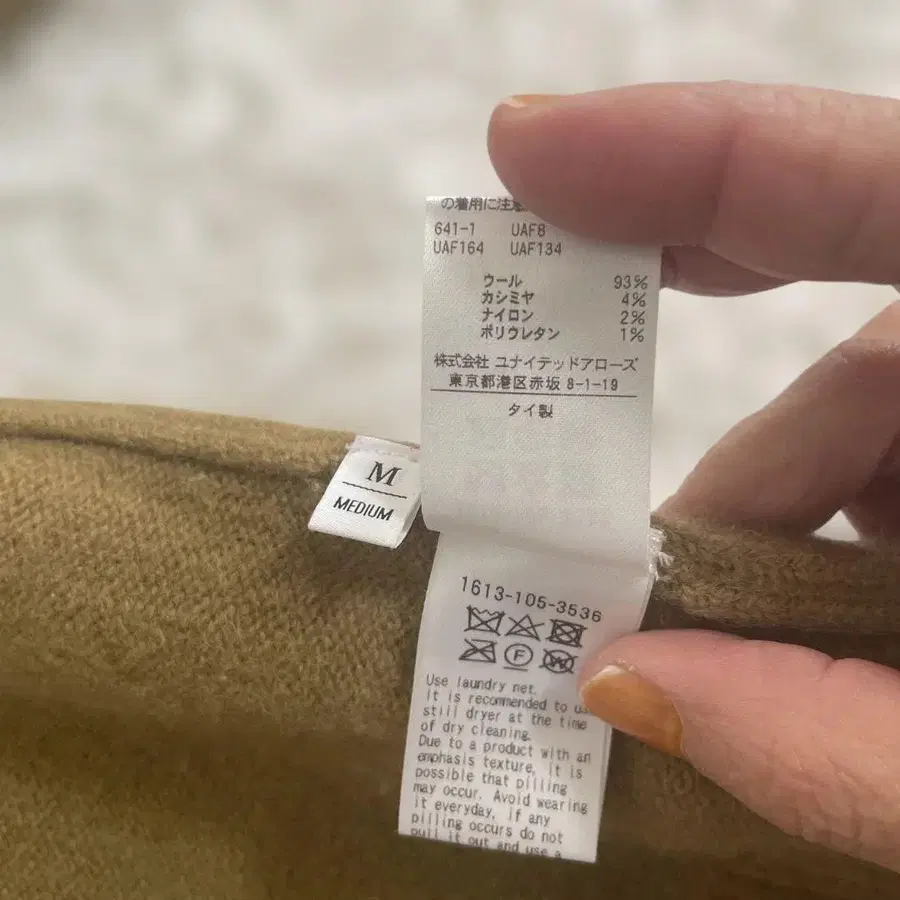 の着用に注意
641-1 UAF8
UAF164 UAF134
ウール 93%
カシミヤ 4%
ナイロン 2%
ポリウレタン 1%
株式会社 ユナイテッドアローズ
東京都港区赤坂 8-1-19
タイ製
M
MEDIUM
1613-105-3536
F
W
Use laundry net.
It is recommended to
still dryer at the time
of dry cleaning.
Due to a product with an
emphasis texture, it is
possible that pilling
may occur. Avoid wearing
it everyday, if any
pilling occurs do not
pull it out and use a